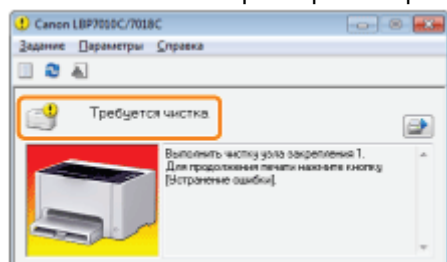 Canon LBP7010C/7018C
Задание Параметры Справка
Требуется чистка
Выполнить чистку узла закрепления 1.
Для продолжения печати нажмите кнопку
[Устранение ошибки].